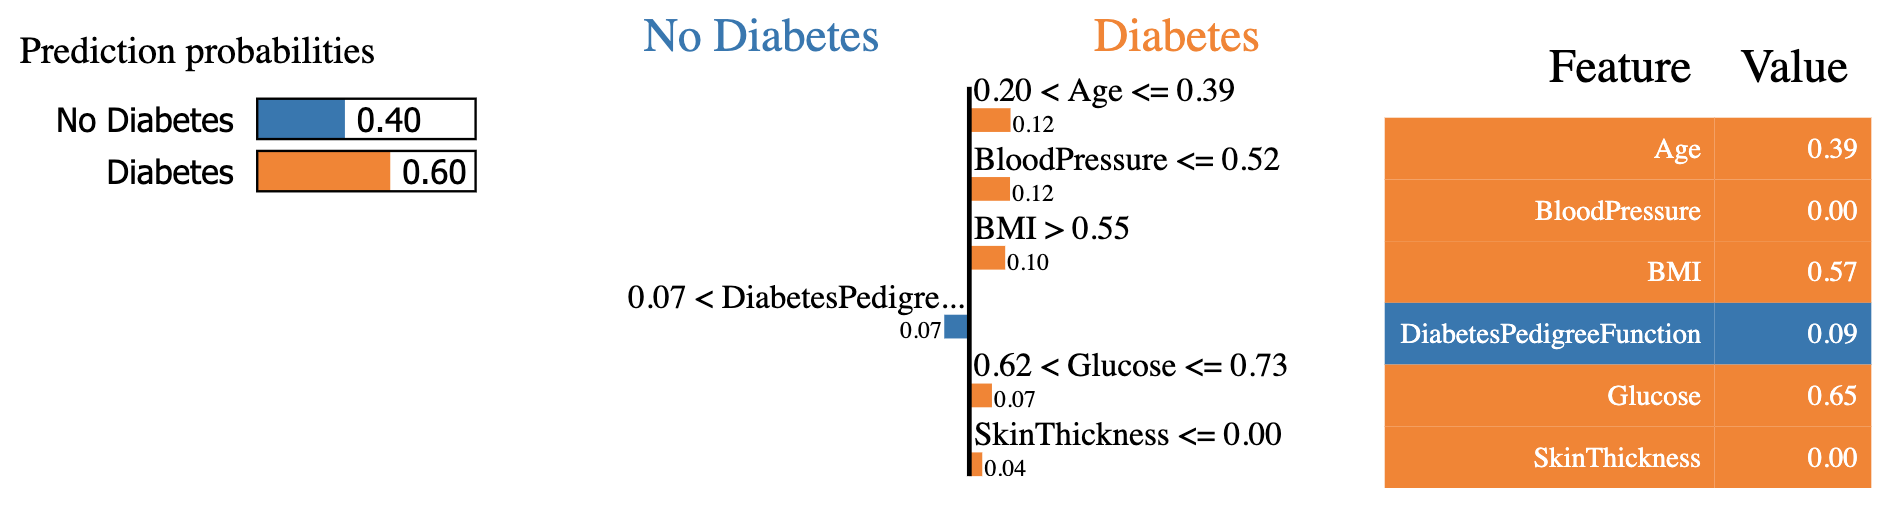 Prediction probabilities
No Diabetes 0.40
Diabetes 0.60
No Diabetes Diabetes
0.20 < Age <= 0.39
0.12
BloodPressure <= 0.52
0.12
BMI > 0.55
0.10
0.07 < DiabetesPedigre...
0.07
0.62 < Glucose <= 0.73
0.07
SkinThickness <= 0.00
0.04
Feature Value
Age 0.39
BloodPressure 0.00
BMI 0.57
DiabetesPedigreeFunction 0.09
Glucose 0.65
SkinThickness 0.00